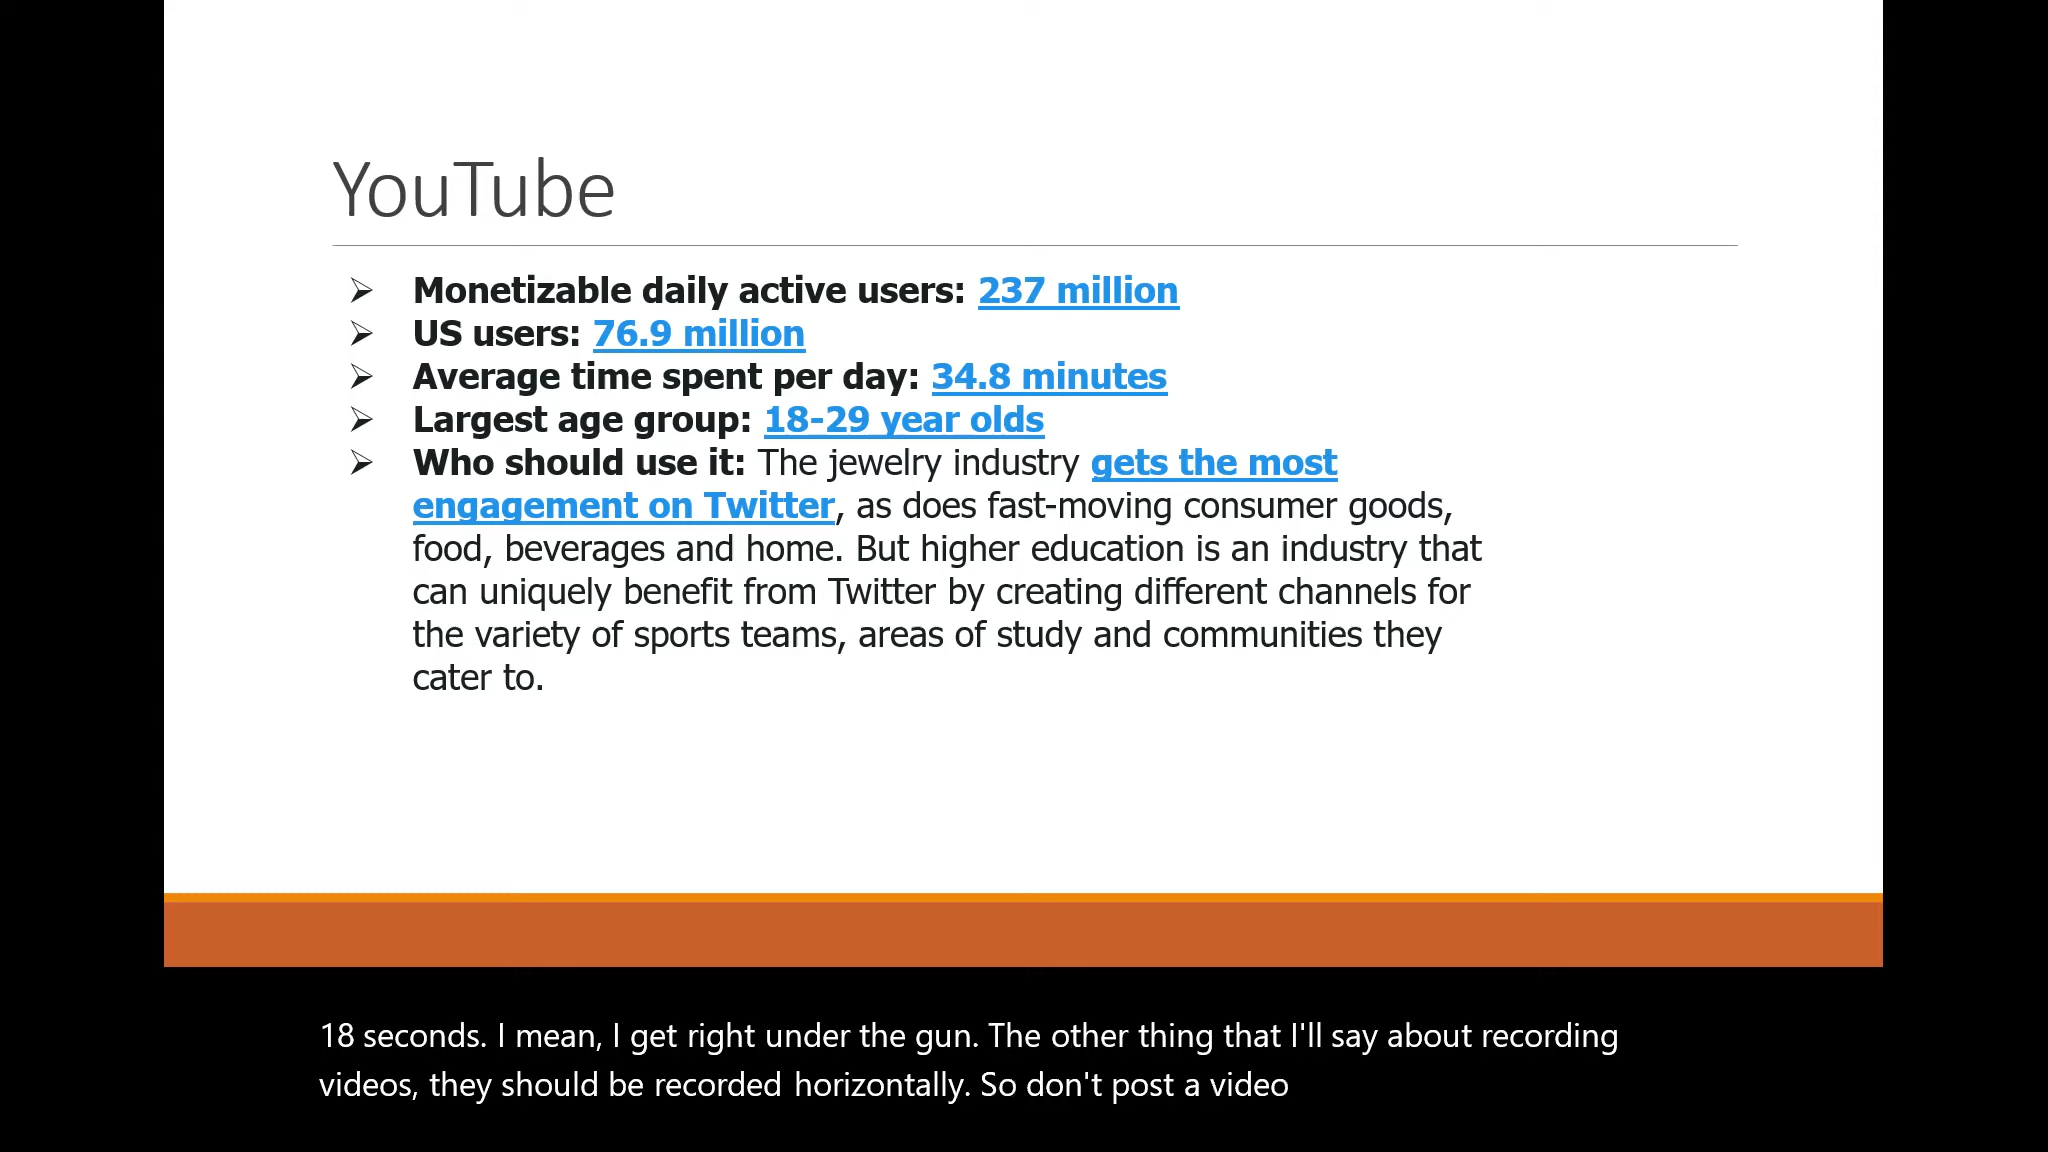 YouTube
➢ Monetizable daily active users: 237 million
➢ US users: 76.9 million
➢ Average time spent per day: 34.8 minutes
➢ Largest age group: 18-29 year olds
➢ Who should use it: The jewelry industry gets the most
engagement on Twitter, as does fast-moving consumer goods,
food, beverages and home. But higher education is an industry that
can uniquely benefit from Twitter by creating different channels for
the variety of sports teams, areas of study and communities they
cater to.
18 seconds. I mean, I get right under the gun. The other thing that I'll say about recording
videos, they should be recorded horizontally. So don't post a video